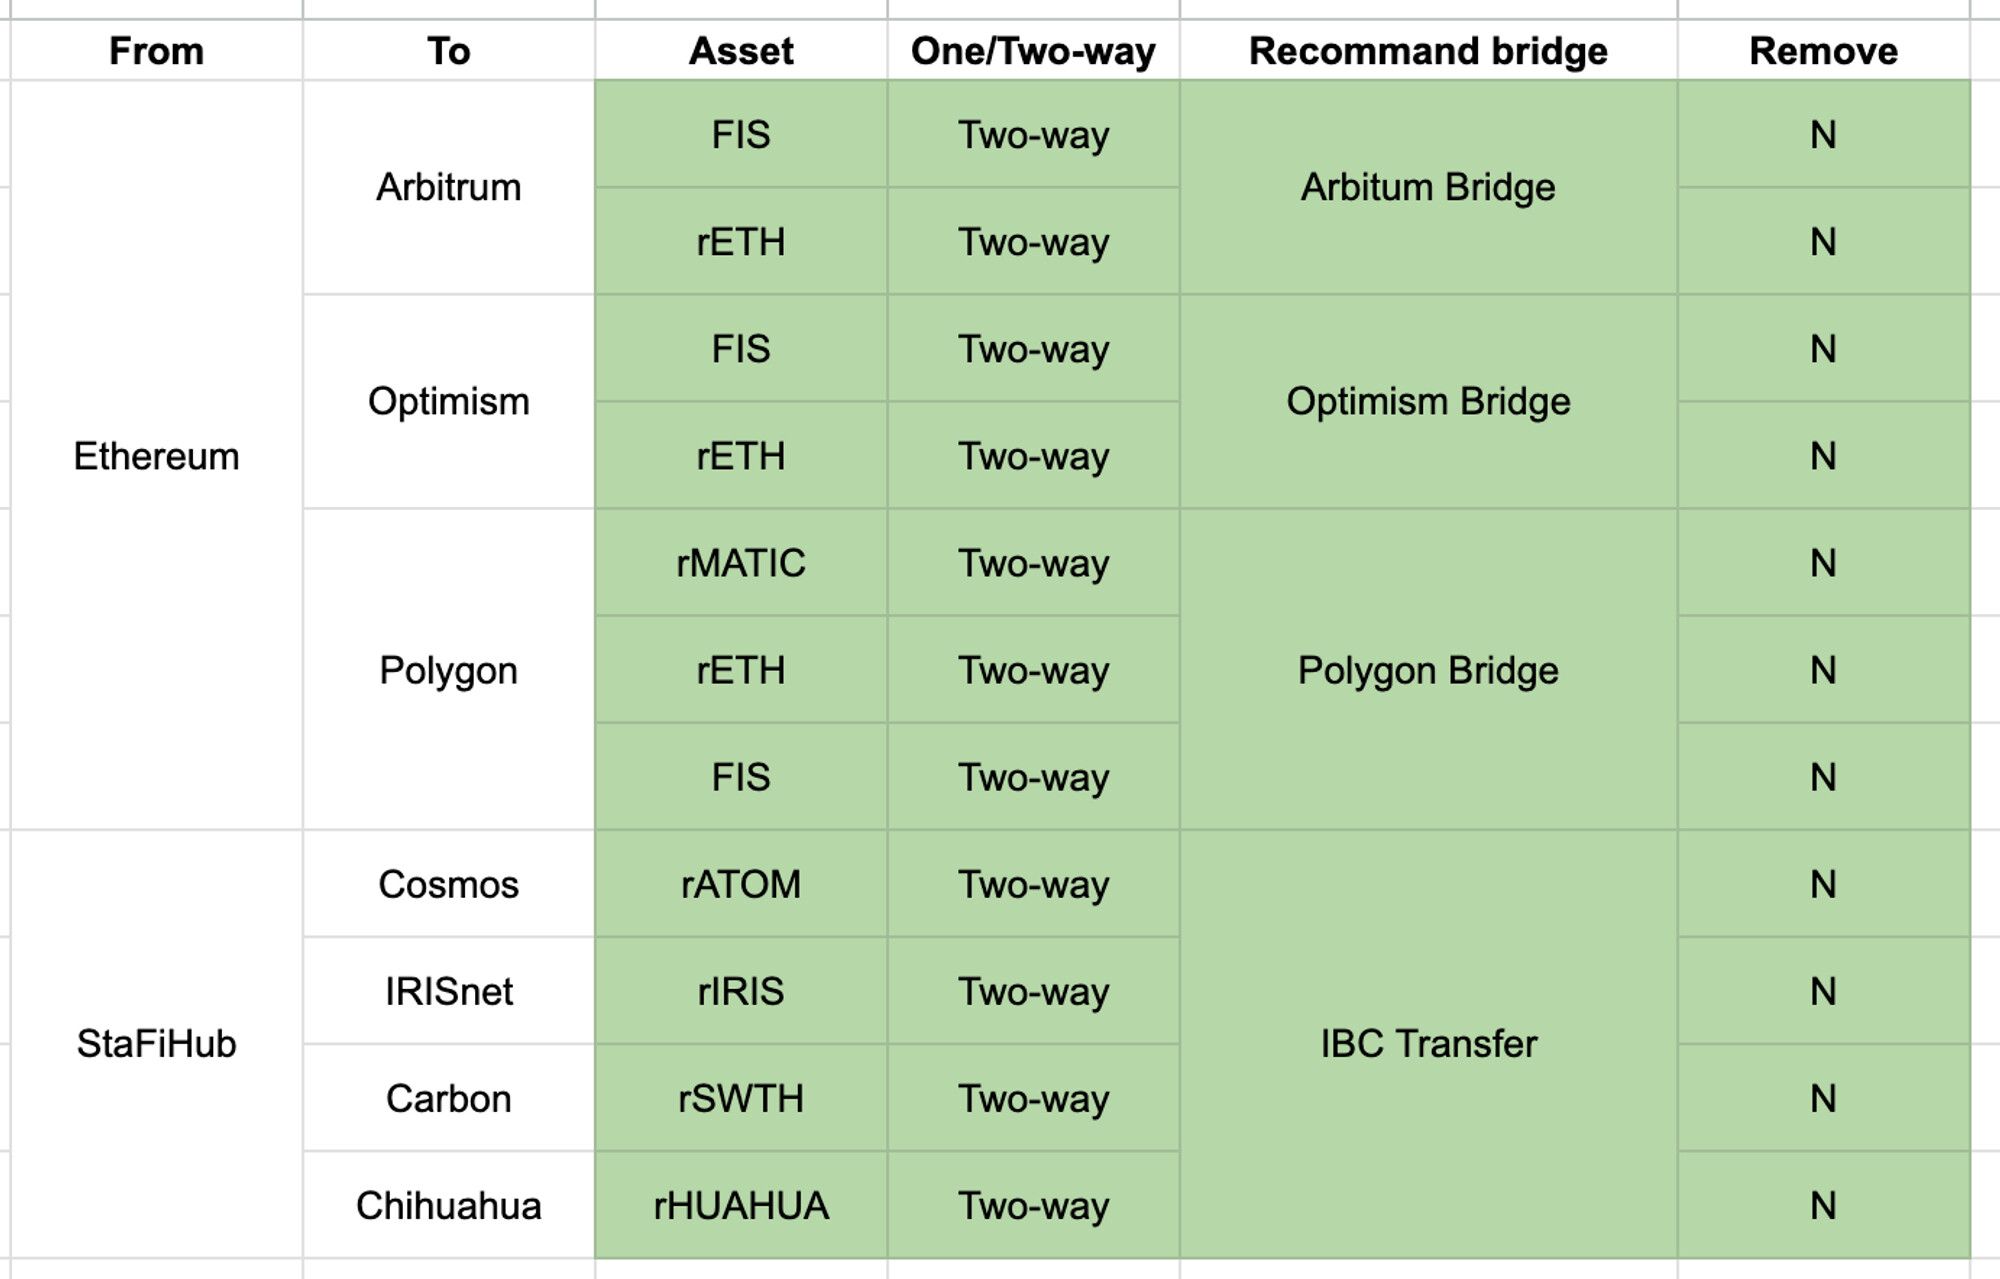 From To Asset One/Two-way Recommand bridge Remove
Ethereum Arbitrum FIS Two-way Arbitum Bridge N
rETH Two-way N
Optimism FIS Two-way Optimism Bridge N
rETH Two-way N
Polygon rMATIC Two-way Polygon Bridge N
rETH Two-way N
FIS Two-way N
StaFiHub Cosmos rATOM Two-way IBC Transfer N
IRISnet rIRIS Two-way N
Carbon rSWTH Two-way N
Chihuahua rHUAHUA Two-way N